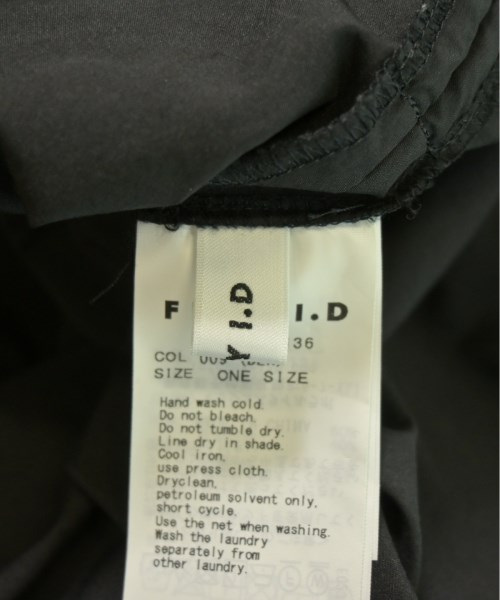 Y I.D
F I.D
36
COL 009
SIZE ONE SIZE
Hand wash cold.
Do not bleach.
Do not tumble dry.
Line dry in shade.
Cool iron.
use press cloth.
Dryclean.
petroleum solvent only.
short cycle.
Use the net when washing.
Wash the laundry
separately from
other laundry.